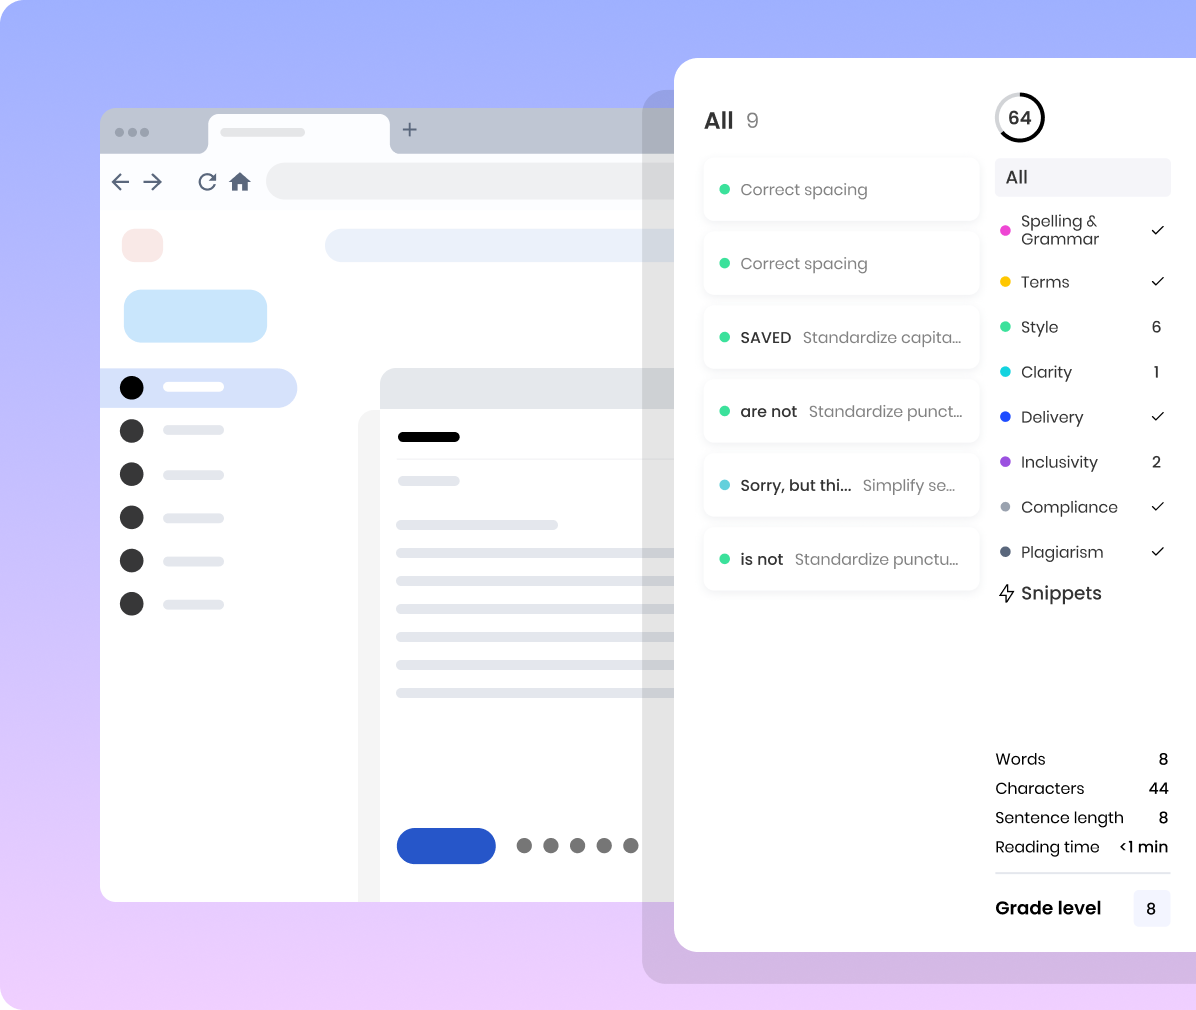 All 9
Correct spacing
Correct spacing
SAVED Standardize capita...
are not Standardize punct...
Sorry, but thi... Simplify se...
is not Standardize punctu...
64
All
Spelling &
Grammar
Terms
Style 6
Clarity 1
Delivery
Inclusivity 2
Compliance
Plagiarism
Snippets
Words 8
Characters 44
Sentence length 8
Reading time <1 min
Grade level 8